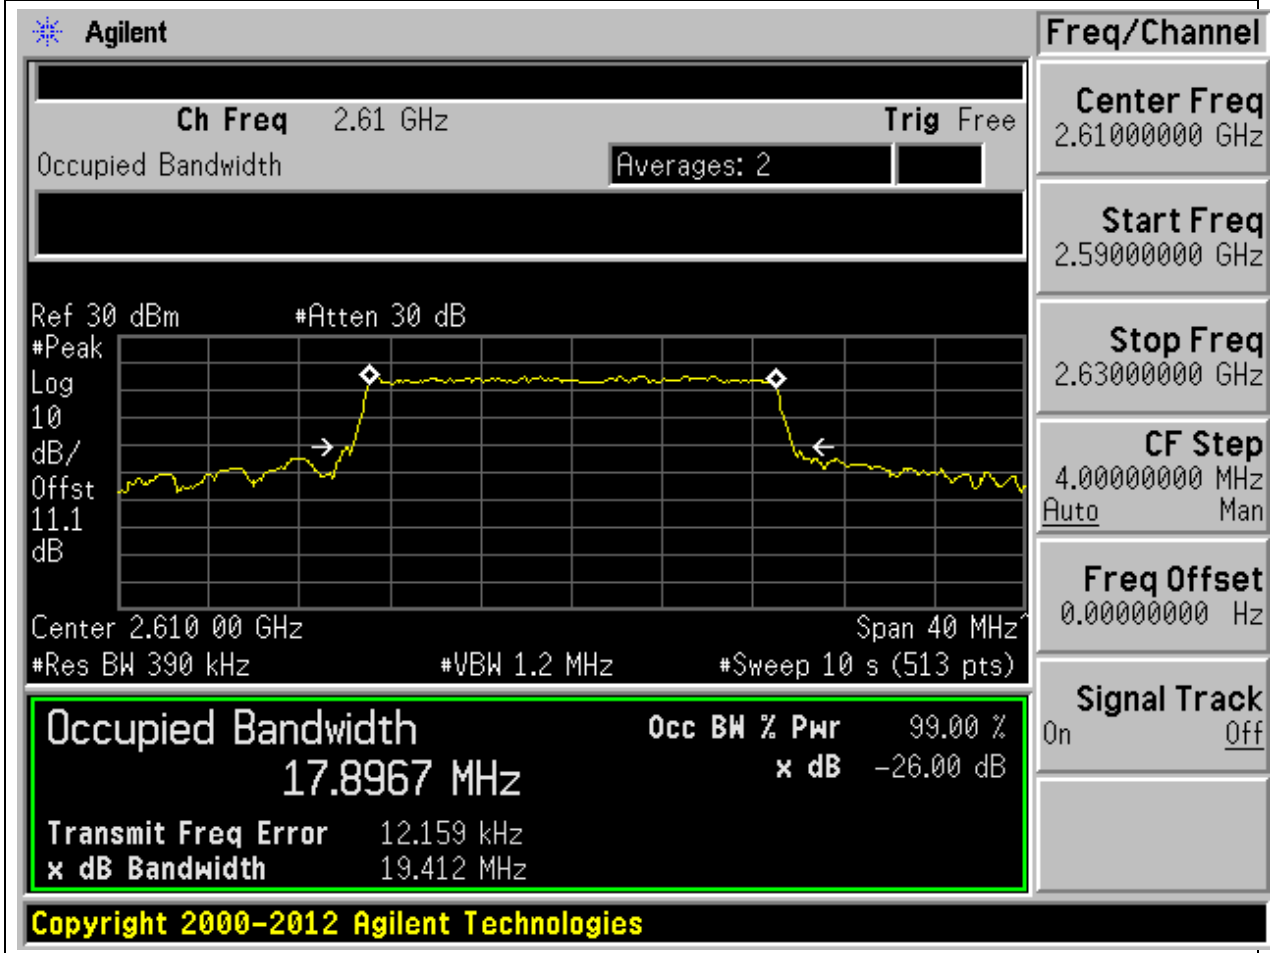 Agilent
Freq/Channel
Ch Freq 2.61 GHz Trig Free
Occupied Bandwidth Averages: 2
Ref 30 dBm #Atten 30 dB
#Peak
Log
10
dB/
Offst
11.1
dB
Center 2.610 00 GHz Span 40 MHz^
#Res BW 390 kHz #VBW 1.2 MHz #Sweep 10 s (513 pts)
Occupied Bandwidth Occ BW % Pwr 99.00 %
17.8967 MHz x dB -26.00 dB
Transmit Freq Error 12.159 kHz
x dB Bandwidth 19.412 MHz
Copyright 2000-2012 Agilent Technologies
Center Freq
2.61000000 GHz
Start Freq
2.59000000 GHz
Stop Freq
2.63000000 GHz
CF Step
4.00000000 MHz
Auto Man
Freq Offset
0.00000000 Hz
Signal Track
On Off